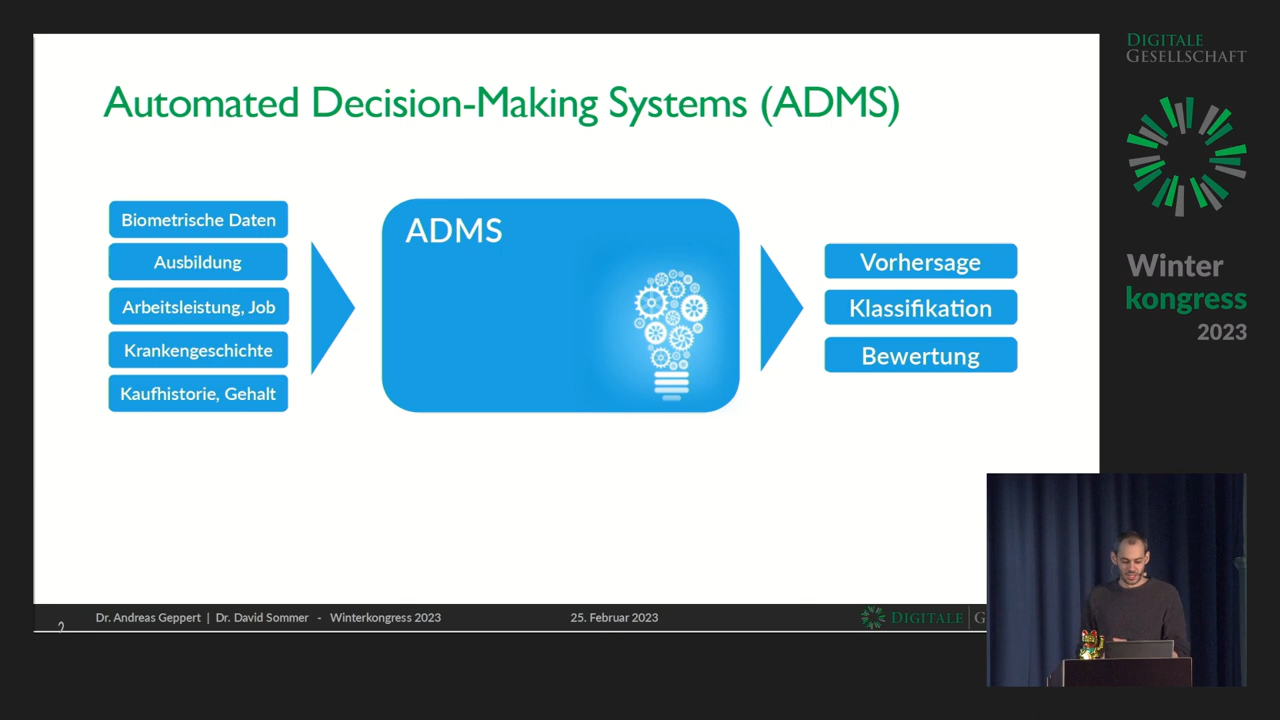 Automated Decision-Making Systems (ADMS)
Biometrische Daten
Ausbildung
Arbeitsleistung, Job
Krankengeschichte
Kaufhistorie, Gehalt
ADMS
Vorhersage
Klassifikation
Bewertung
Dr. Andreas Geppert | Dr. David Sommer - Winterkongress 2023
25. Februar 2023
DIGITALE G
2
DIGITALE
GESELLSCHAFT
Winter
kongress
2023